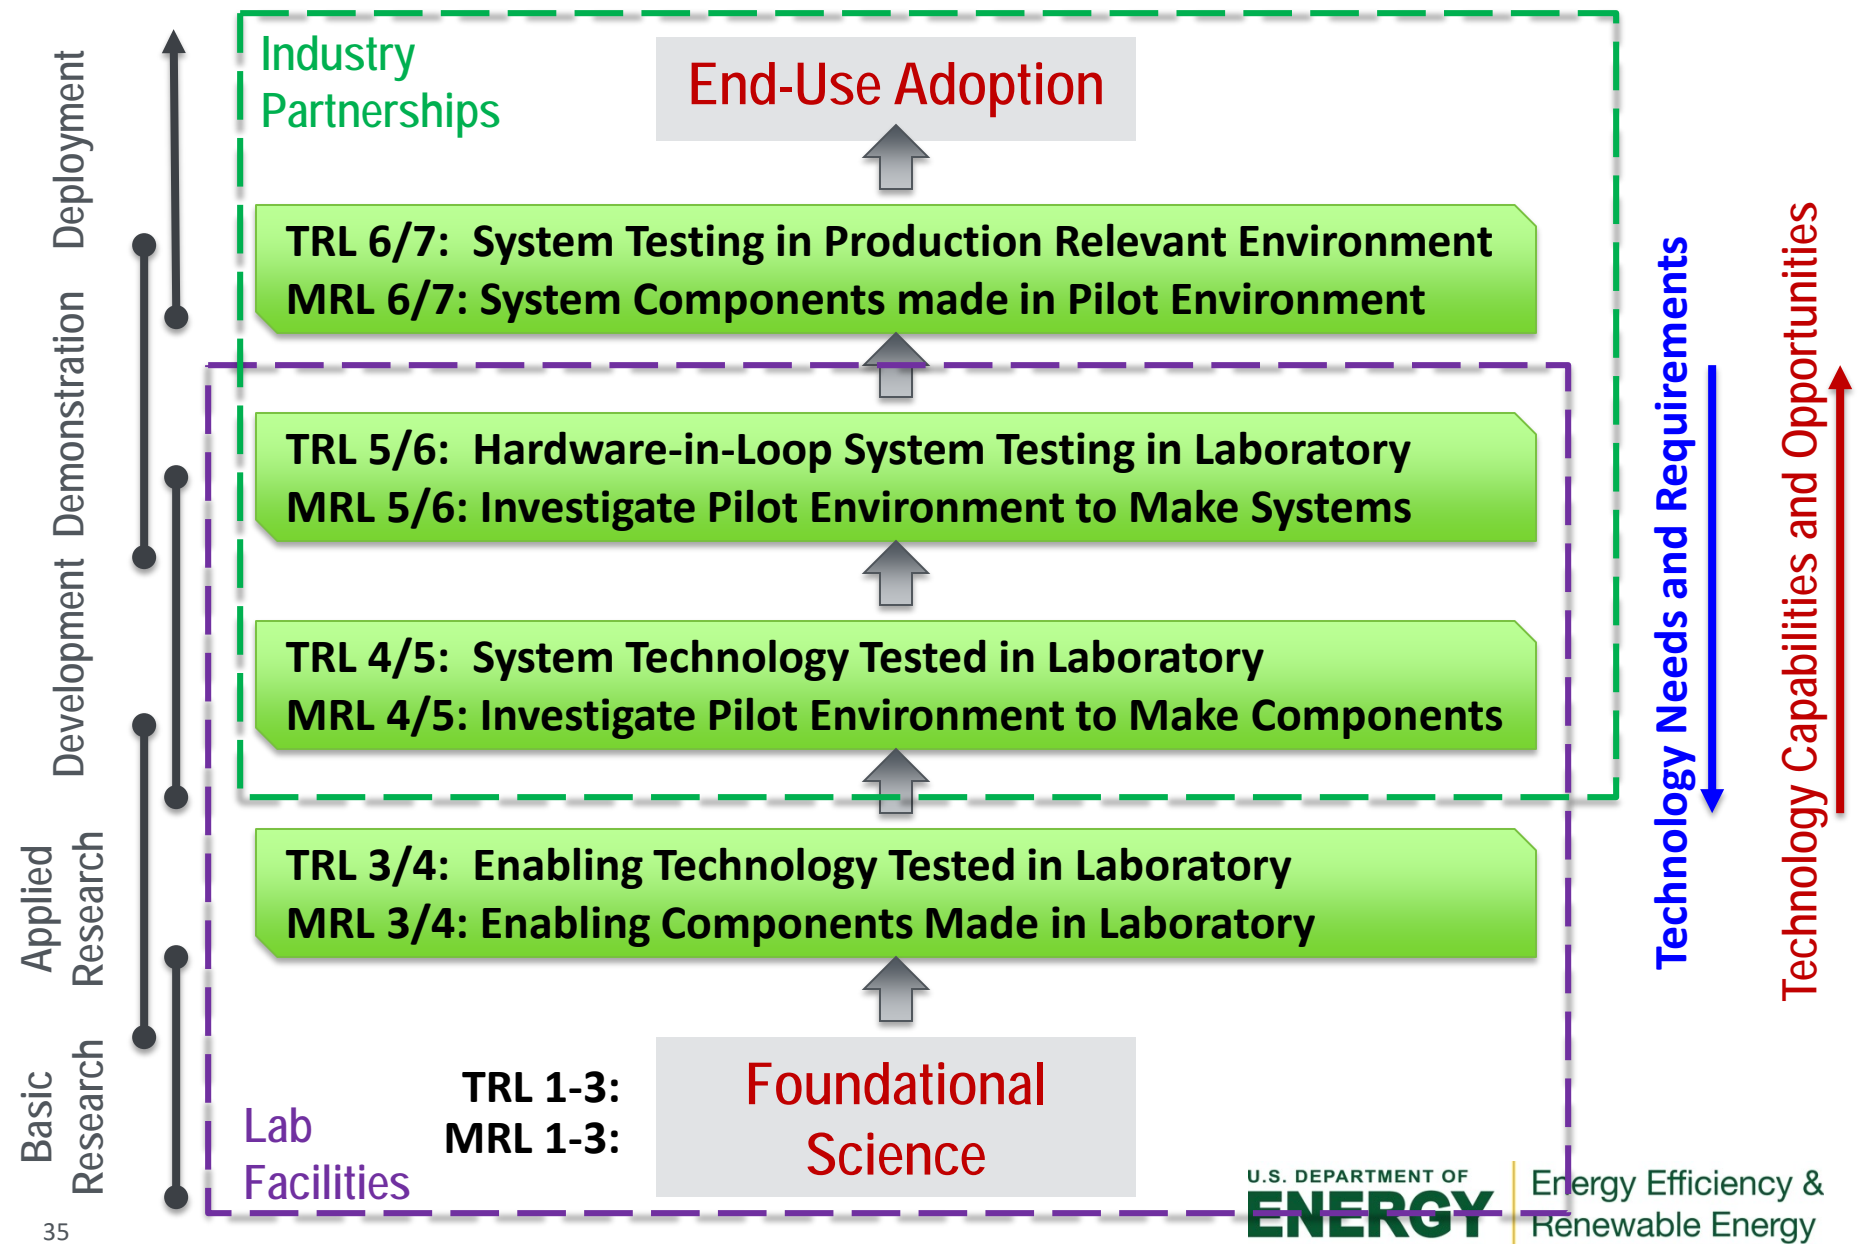 Industry
Partnerships
End-Use Adoption
TRL 6/7: System Testing in Production Relevant Environment
MRL 6/7: System Components made in Pilot Environment
TRL 5/6: Hardware-in-Loop System Testing in Laboratory
MRL 5/6: Investigate Pilot Environment to Make Systems
TRL 4/5: System Technology Tested in Laboratory
MRL 4/5: Investigate Pilot Environment to Make Components
TRL 3/4: Enabling Technology Tested in Laboratory
MRL 3/4: Enabling Components Made in Laboratory
TRL 1-3:
MRL 1-3:
Foundational
Science
Lab
Facilities
Deployment
Demonstration
Development
Applied
Research
Basic
Research
Technology Needs and Requirements
Technology Capabilities and Opportunities
U.S. DEPARTMENT OF
ENERGY
Energy Efficiency &
Renewable Energy
35